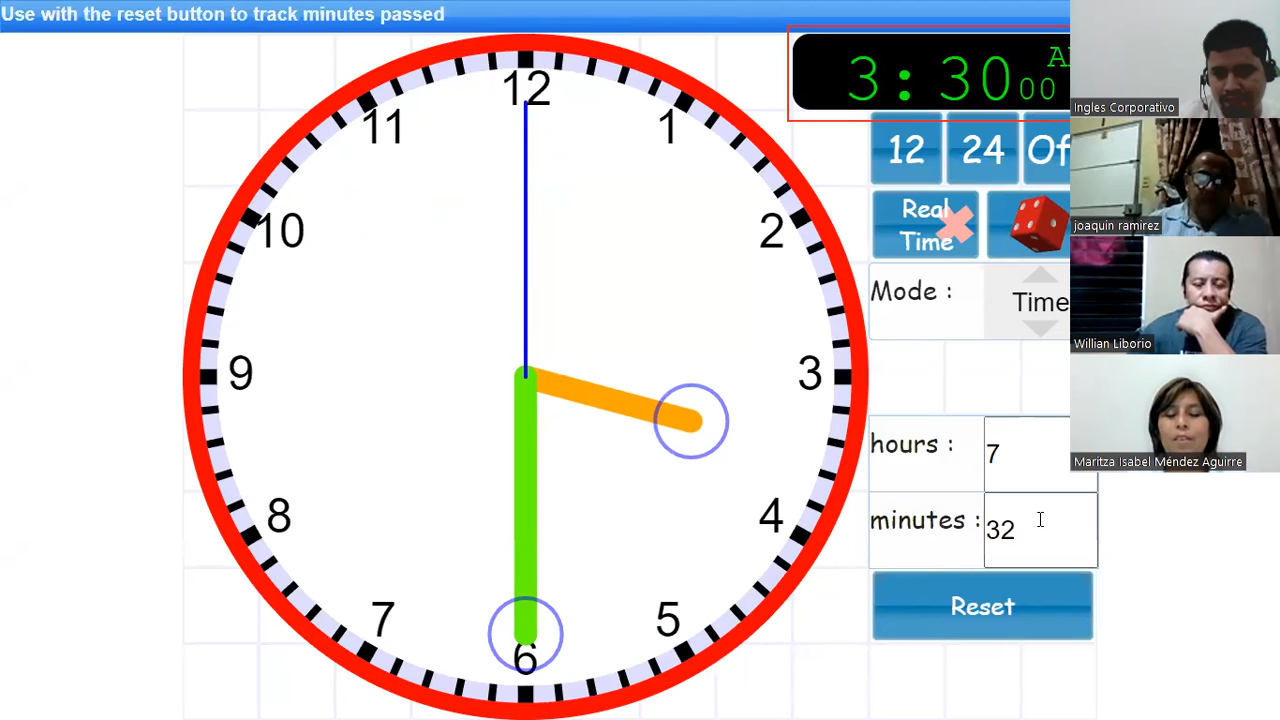 Use with the reset button to track minutes passed
3:30 00
12
11
1
10
2
9
3
8
4
7
5
6
12
24
Real
Time
Mode :
Time
hours :
7
minutes :
32
Reset
Ingles Corporativo
joaquin ramirez
Willian Liborio
Maritza Isabel Méndez Aguirre